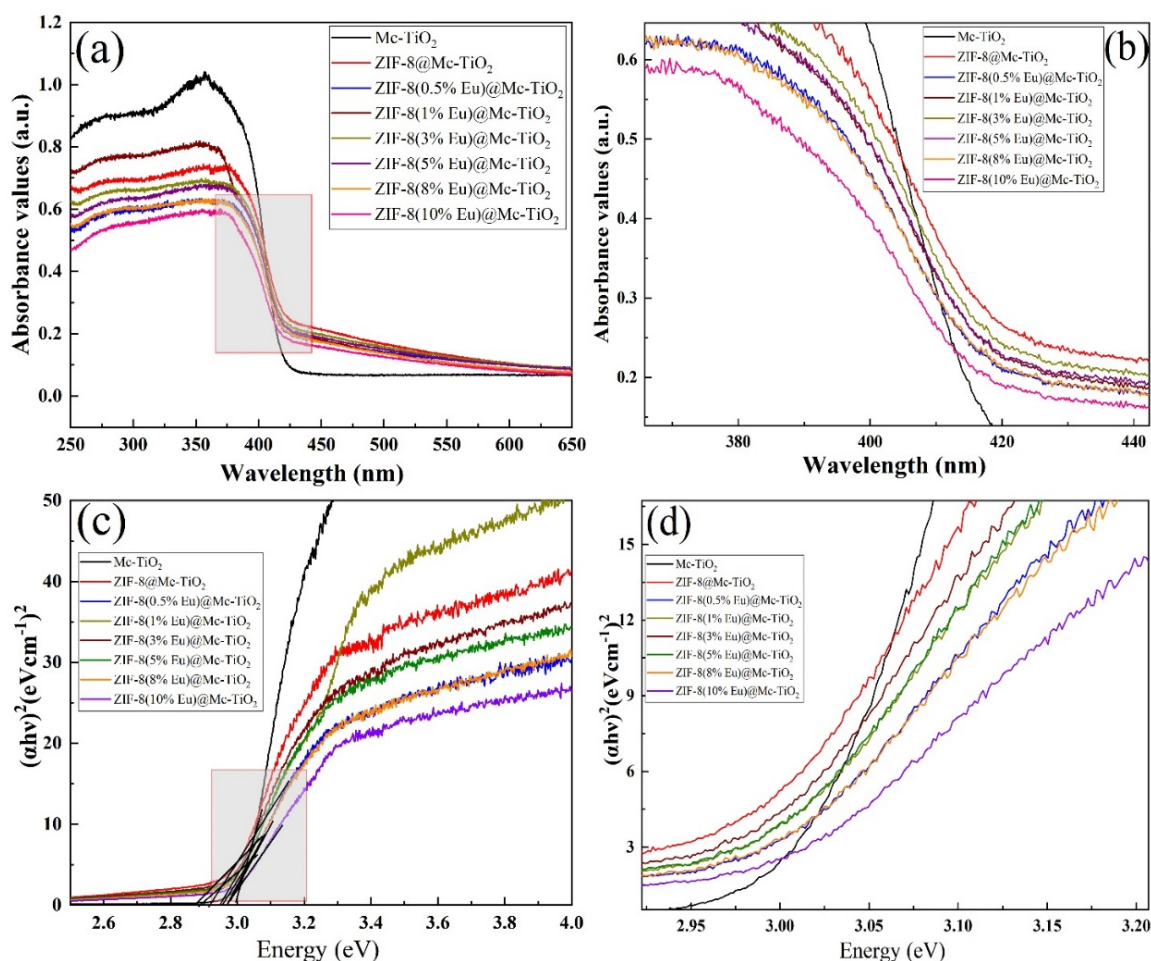 (a)
1.2
1.0
0.8
0.6
0.4
0.2
0.0
Absorbance values (a.u.)
Mc-TiO₂
ZIF-8@Mc-TiO₂
ZIF-8(0.5% Eu)@Mc-TiO₂
ZIF-8(1% Eu)@Mc-TiO₂
ZIF-8(3% Eu)@Mc-TiO₂
ZIF-8(5% Eu)@Mc-TiO₂
ZIF-8(8% Eu)@Mc-TiO₂
ZIF-8(10% Eu)@Mc-TiO₂
250 300 350 400 450 500 550 600 650
Wavelength (nm)
(b)
0.6
0.5
0.4
0.3
0.2
Absorbance values (a.u.)
Mc-TiO₂
ZIF-8@Mc-TiO₂
ZIF-8(0.5% Eu)@Mc-TiO₂
ZIF-8(1% Eu)@Mc-TiO₂
ZIF-8(3% Eu)@Mc-TiO₂
ZIF-8(5% Eu)@Mc-TiO₂
ZIF-8(8% Eu)@Mc-TiO₂
ZIF-8(10% Eu)@Mc-TiO₂
380 400 420 440
Wavelength (nm)
(c)
50
40
30
20
10
0
(αhν)²(eVcm⁻¹)²
Mc-TiO₂
ZIF-8@Mc-TiO₂
ZIF-8(0.5% Eu)@Mc-TiO₂
ZIF-8(1% Eu)@Mc-TiO₂
ZIF-8(3% Eu)@Mc-TiO₂
ZIF-8(5% Eu)@Mc-TiO₂
ZIF-8(8% Eu)@Mc-TiO₂
ZIF-8(10% Eu)@Mc-TiO₂
2.6 2.8 3.0 3.2 3.4 3.6 3.8 4.0
Energy (eV)
(d)
15
12
9
6
3
(αhν)²(eVcm⁻¹)²
Mc-TiO₂
ZIF-8@Mc-TiO₂
ZIF-8(0.5% Eu)@Mc-TiO₂
ZIF-8(1% Eu)@Mc-TiO₂
ZIF-8(3% Eu)@Mc-TiO₂
ZIF-8(5% Eu)@Mc-TiO₂
ZIF-8(8% Eu)@Mc-TiO₂
ZIF-8(10% Eu)@Mc-TiO₂
2.95 3.00 3.05 3.10 3.15 3.20
Energy (eV)